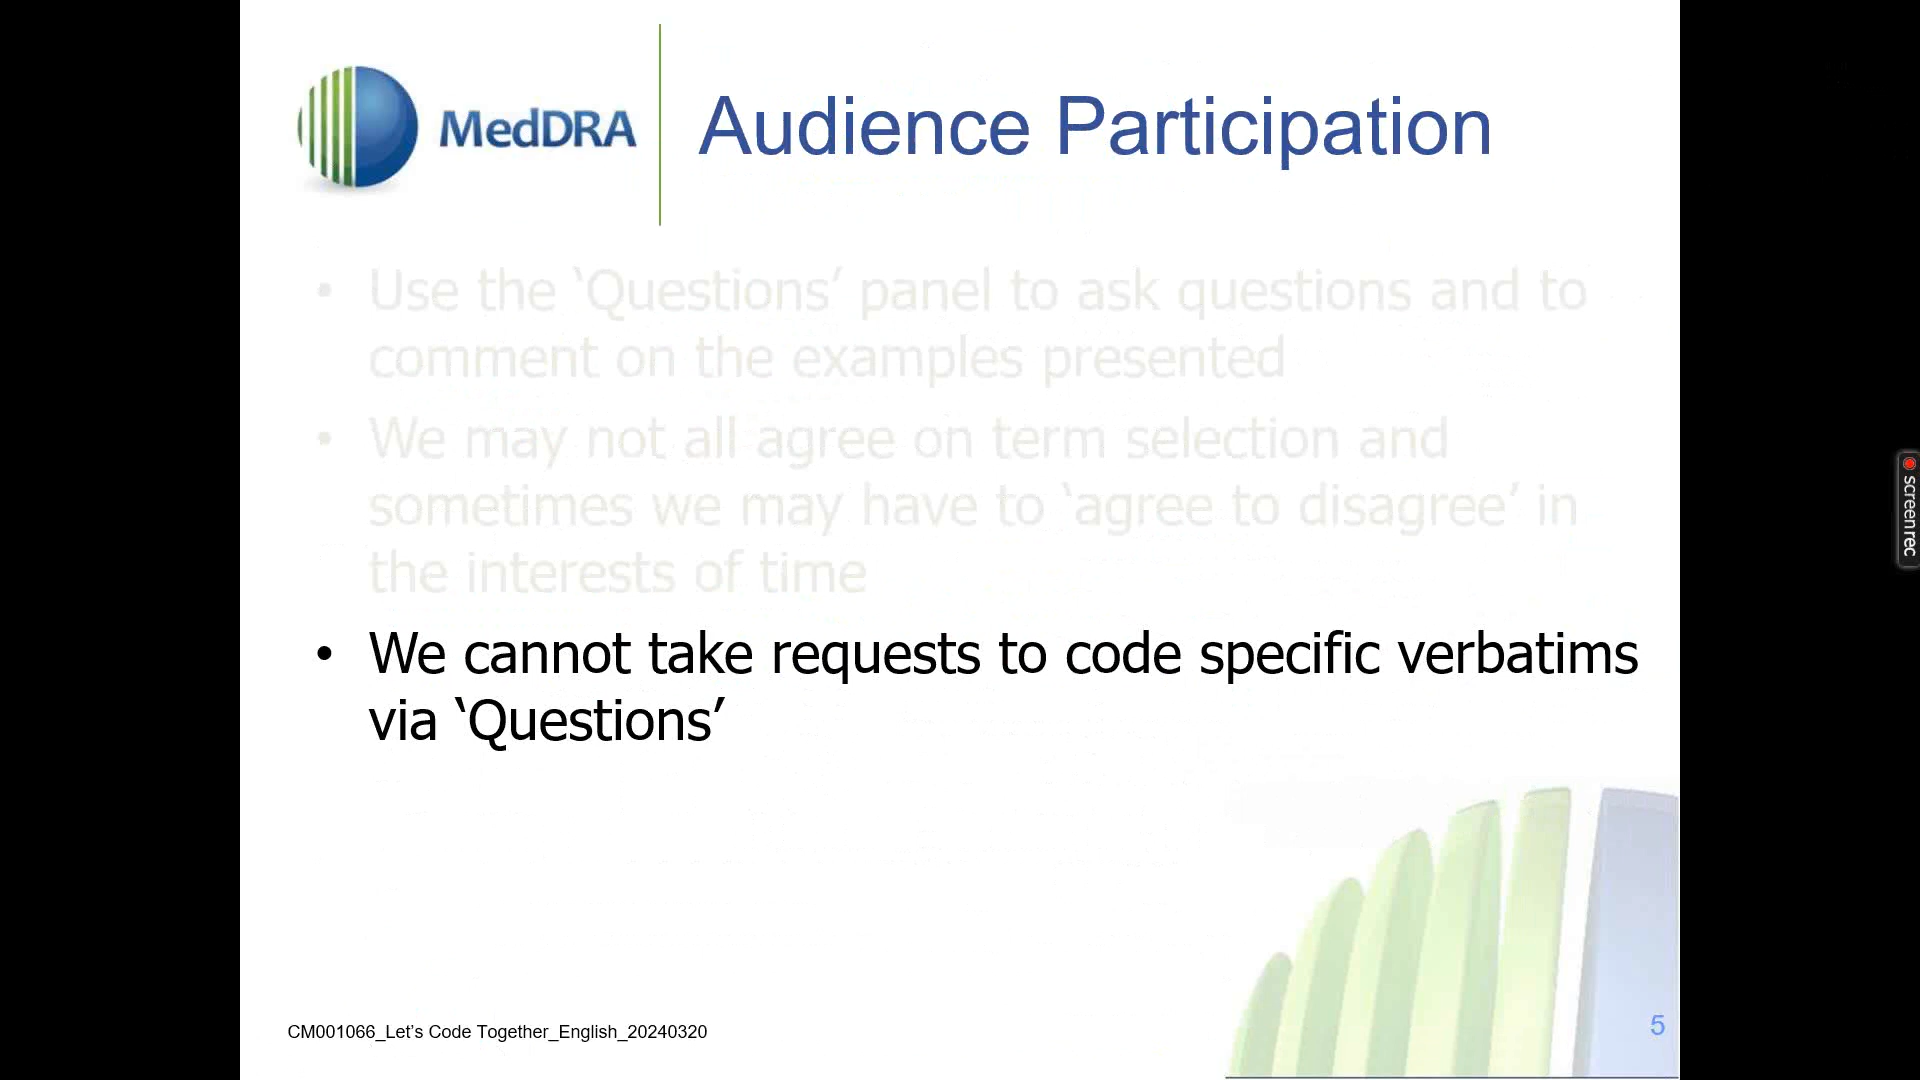 MedDRA
Audience Participation
• Use the ‘Questions’ panel to ask questions and to
comment on the examples presented
• We may not all agree on term selection and
sometimes we may have to ‘agree to disagree’ in
the interests of time
• We cannot take requests to code specific verbatims
via ‘Questions’
CM001066_Let’s Code Together_English_20240320
5
screenrec